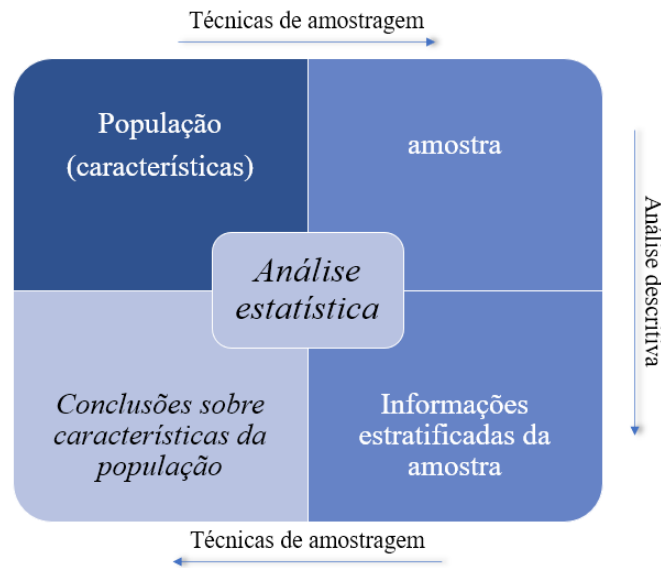 Técnicas de amostragem
População
(características)
amostra
Análise
estatística
Análise descritiva
Conclusões sobre
características da
população
Informações
estratificadas da
amostra
Técnicas de amostragem